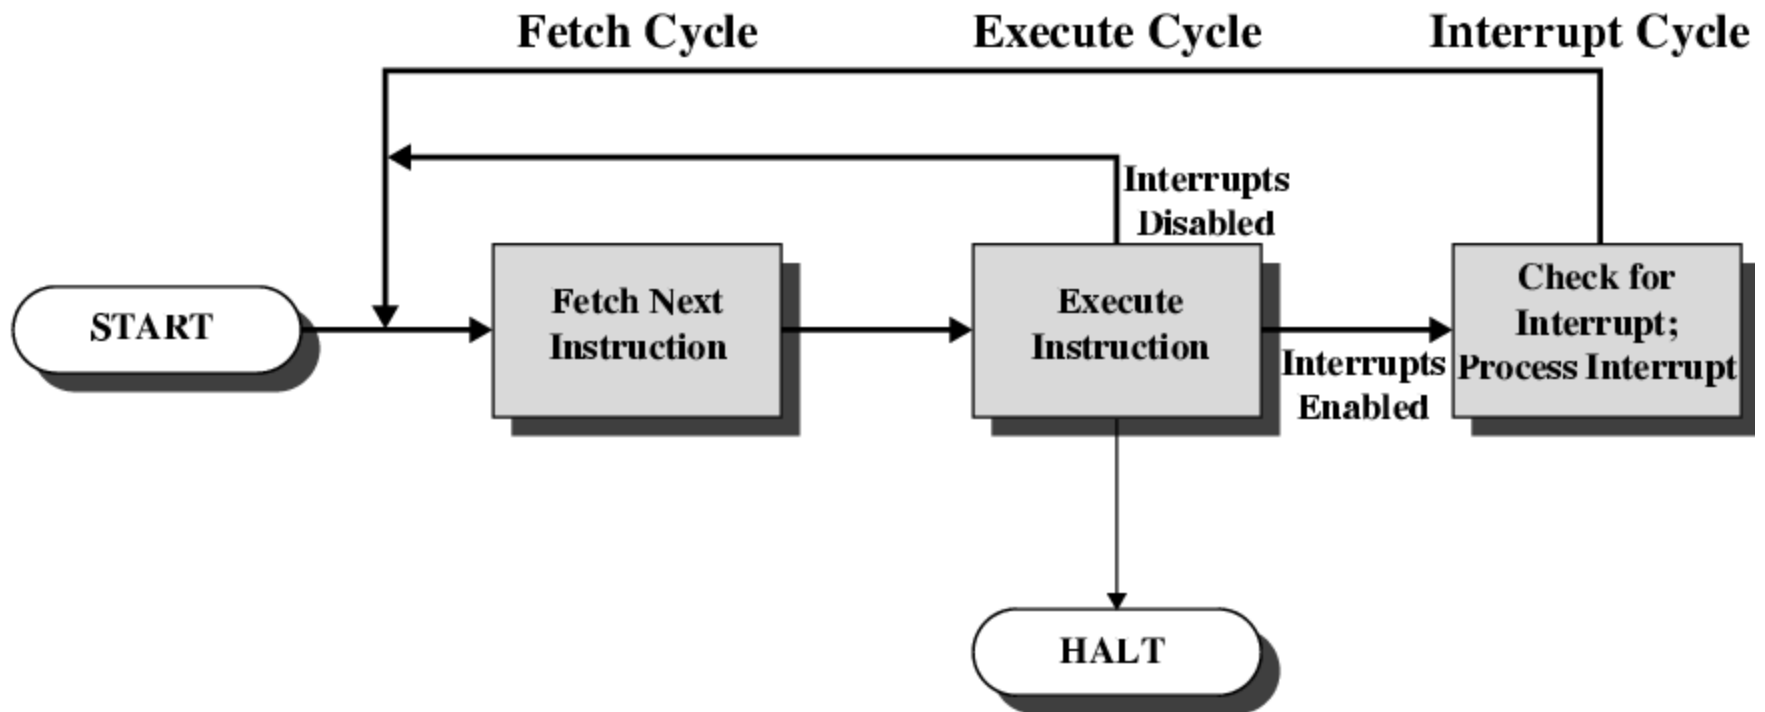 Fetch Cycle
Execute Cycle
Interrupt Cycle
Interrupts
Disabled
START
Fetch Next
Instruction
Execute
Instruction
Interrupts
Enabled
Check for
Interrupt;
Process Interrupt
HALT